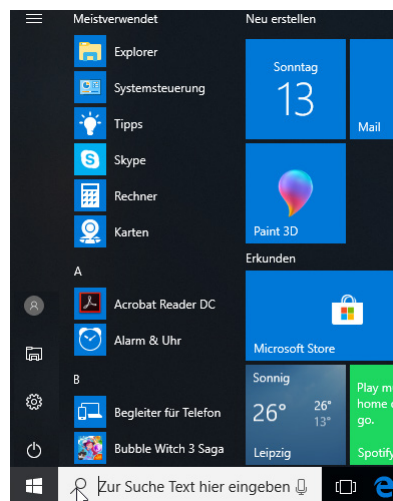 Meistverwendet
Explorer
Systemsteuerung
Tipps
Skype
Rechner
Karten
A
Acrobat Reader DC
Alarm & Uhr
B
Begleiter für Telefon
Bubble Witch 3 Saga
Neu erstellen
Sonntag
13
Mail
Paint 3D
Erkunden
Microsoft Store
Sonnig
26°
26°
13°
Leipzig
Play
home
go.
Spotify
Zur Suche Text hier eingeben